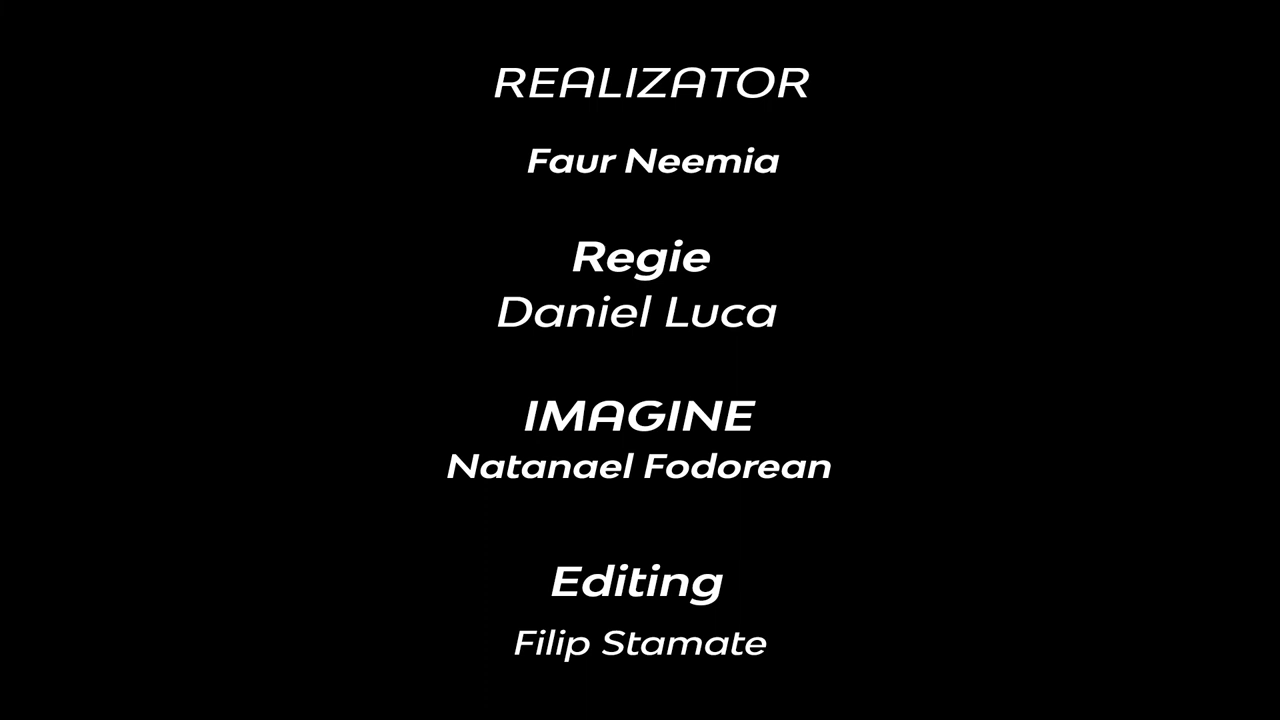 REALIZATOR
Faur Neemia
Regie
Daniel Luca
IMAGINE
Natanael Fodorean
Editing
Filip Stamate